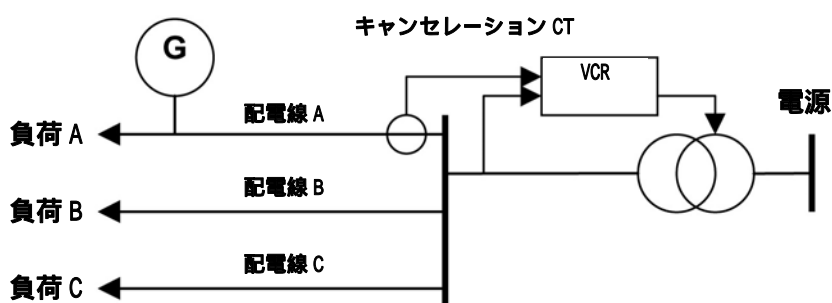 キャンセレーション CT
G
VCR
電源
配電線 A
負荷 A
配電線 B
負荷 B
配電線 C
負荷 C